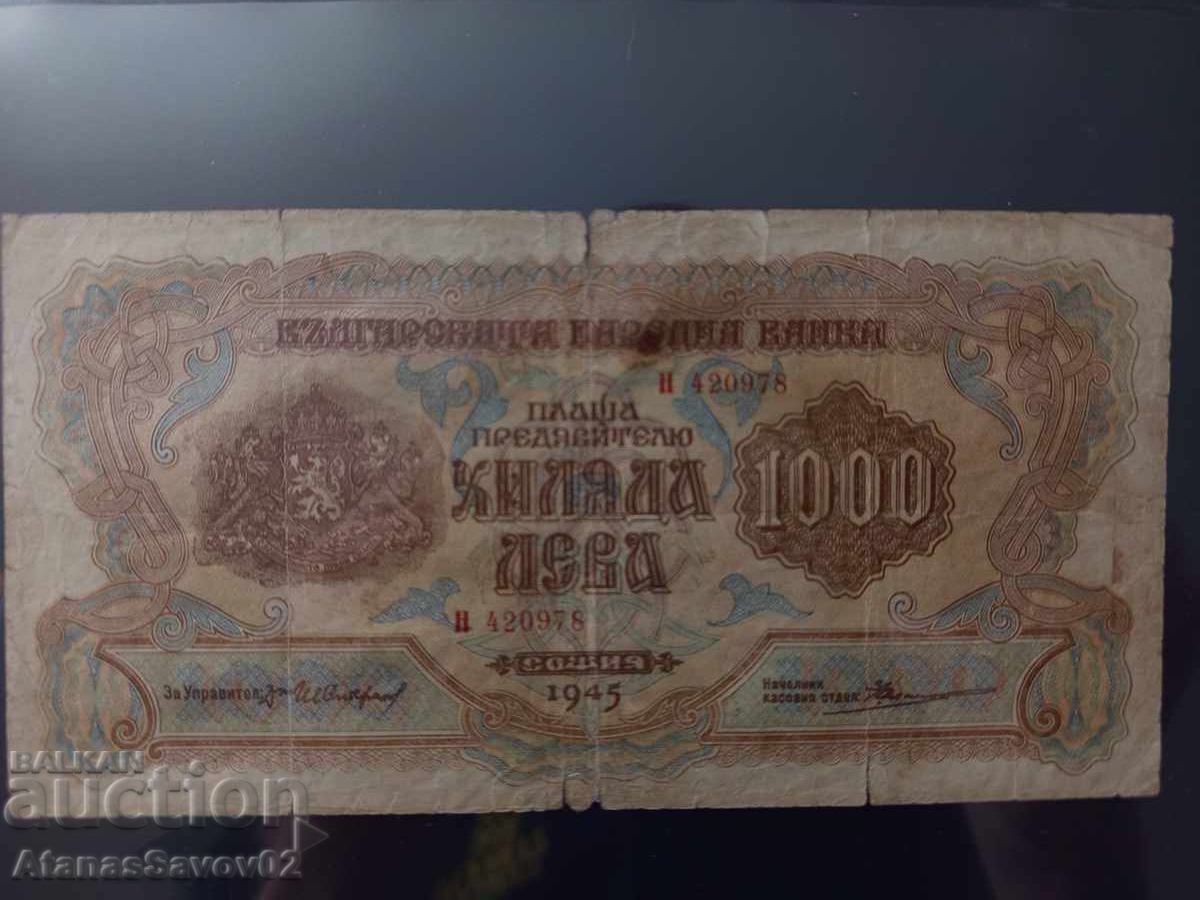 БЪЛГАРСКАТА НАРОДНА БАНКА
Н 420978
ПЛАЩА
ПРЕДЯВИТЕЛЮ
ХИЛЯДА
ЛЕВА
1000
Н 420978
СОФИЯ
1945
За Управител:
Началник
касовия отдел:
BALKAN
auction
AtanasSavov02